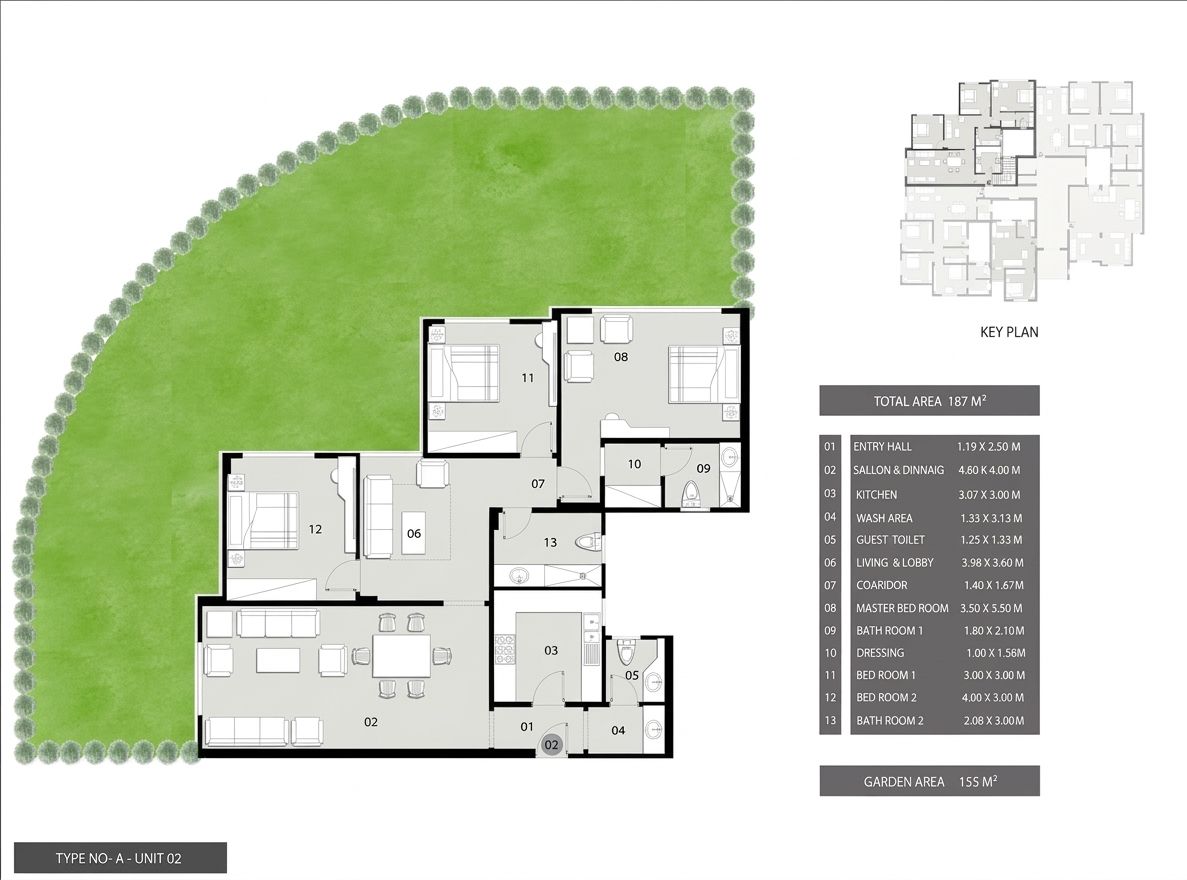 KEY PLAN
TOTAL AREA 187 M²
01 ENTRY HALL 1.19 X 2.50 M
02 SALLON & DINNAIG 4.60 K 4.00 M
03 KITCHEN 3.07 X 3.00 M
04 WASH AREA 1.33 X 3.13 M
05 GUEST TOILET 1.25 X 1.33 M
06 LIVING & LOBBY 3.98 X 3.60 M
07 COARIDOR 1.40 X 1.67 M
08 MASTER BED ROOM 3.50 X 5.50 M
09 BATH ROOM 1 1.80 X 2.10 M
10 DRESSING 1.00 X 1.56M
11 BED ROOM 1 3.00 X 3.00 M
12 BED ROOM 2 4.00 X 3.00 M
13 BATH ROOM 2 2.08 X 3.00 M
GARDEN AREA 155 M²
08
11
10
09
07
12
06
13
03
05
02
01
04
02
TYPE NO- A - UNIT 02